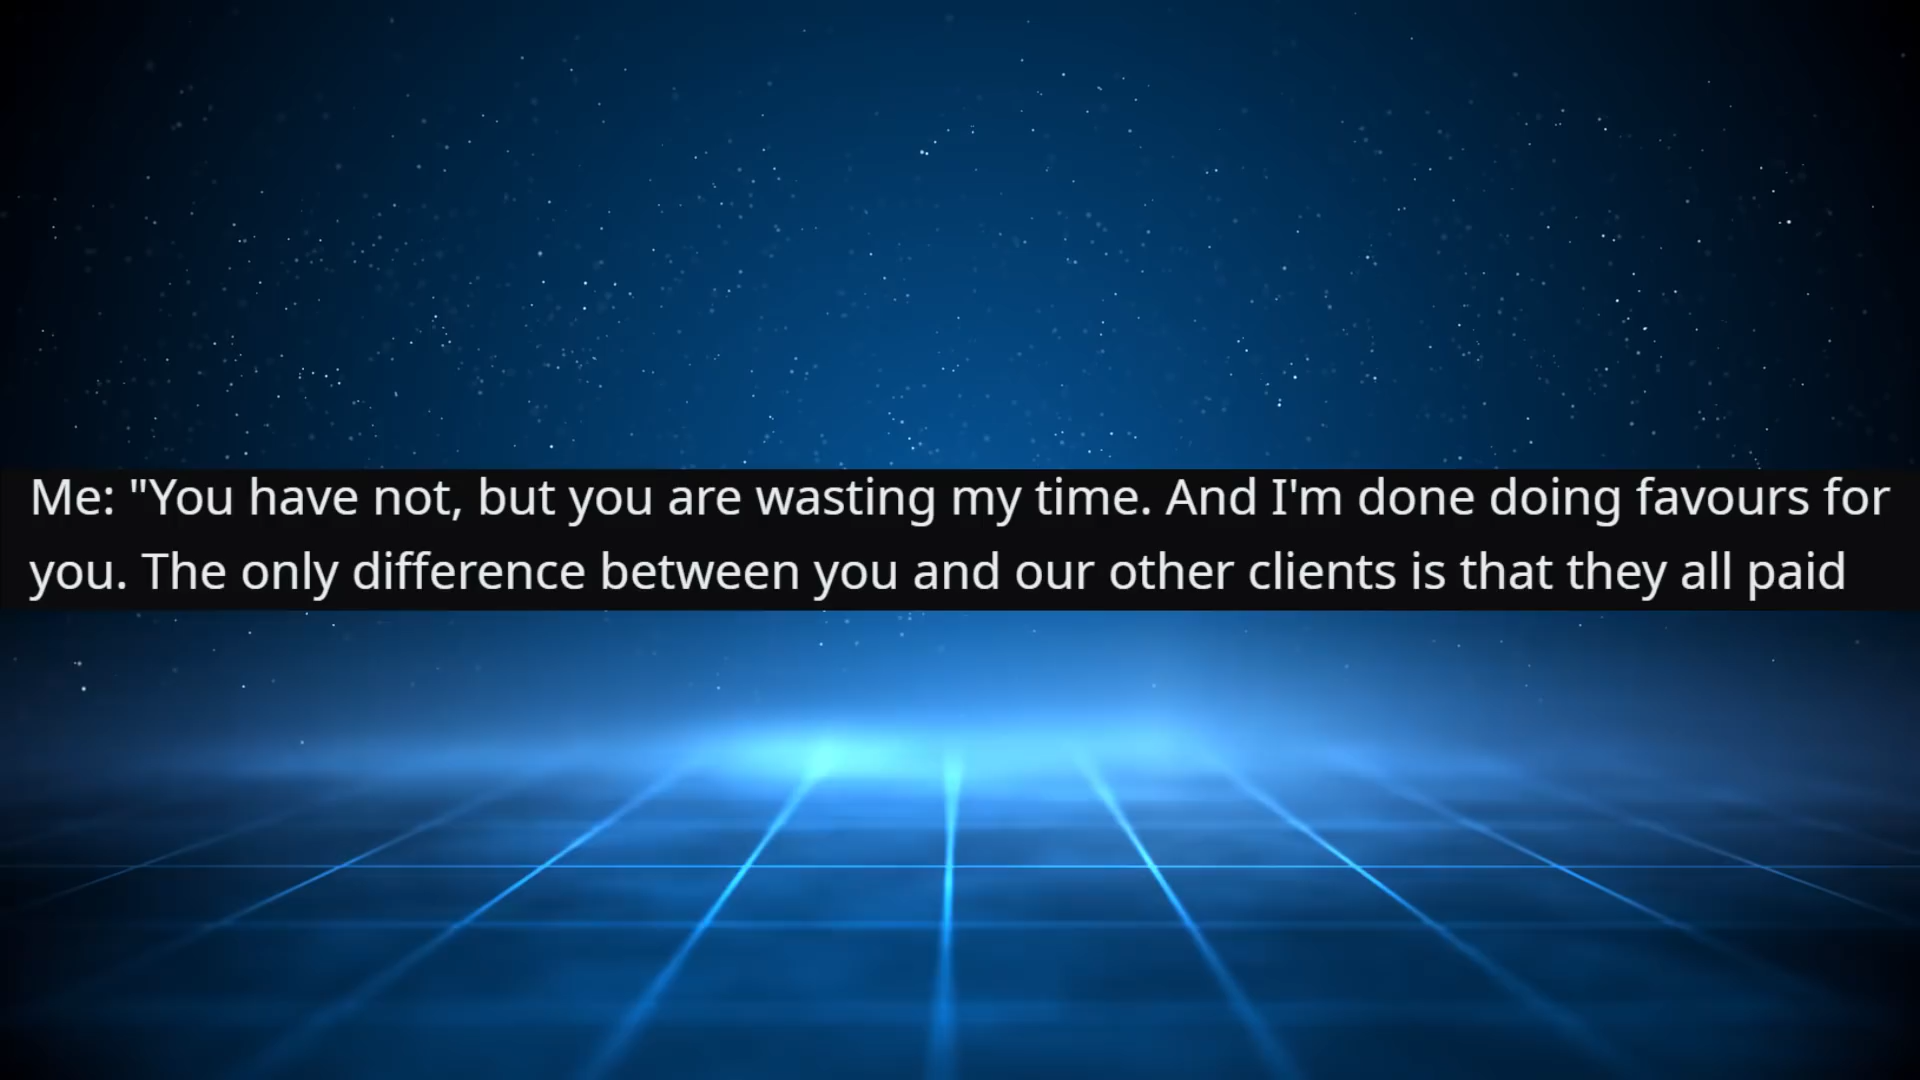 Me: "You have not, but you are wasting my time. And I'm done doing favours for
you. The only difference between you and our other clients is that they all paid